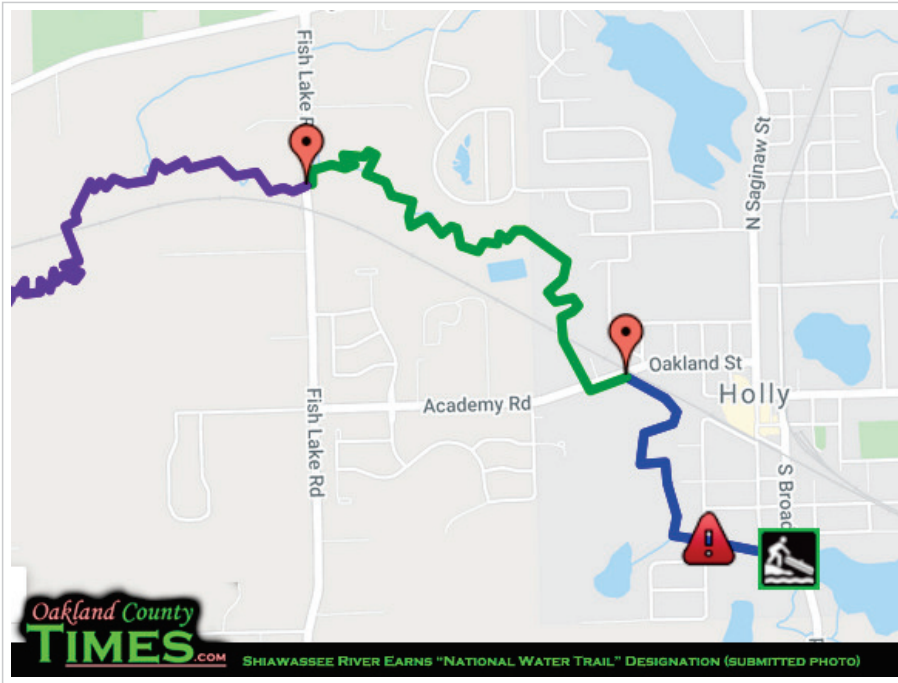 Fish Lake R
N Saginaw St
Oakland St
Holly
Academy Rd
Fish Lake Rd
S Broad
Oakland County
TIMES.COM
SHIAWASSEE RIVER EARNS “NATIONAL WATER TRAIL” DESIGNATION (SUBMITTED PHOTO)